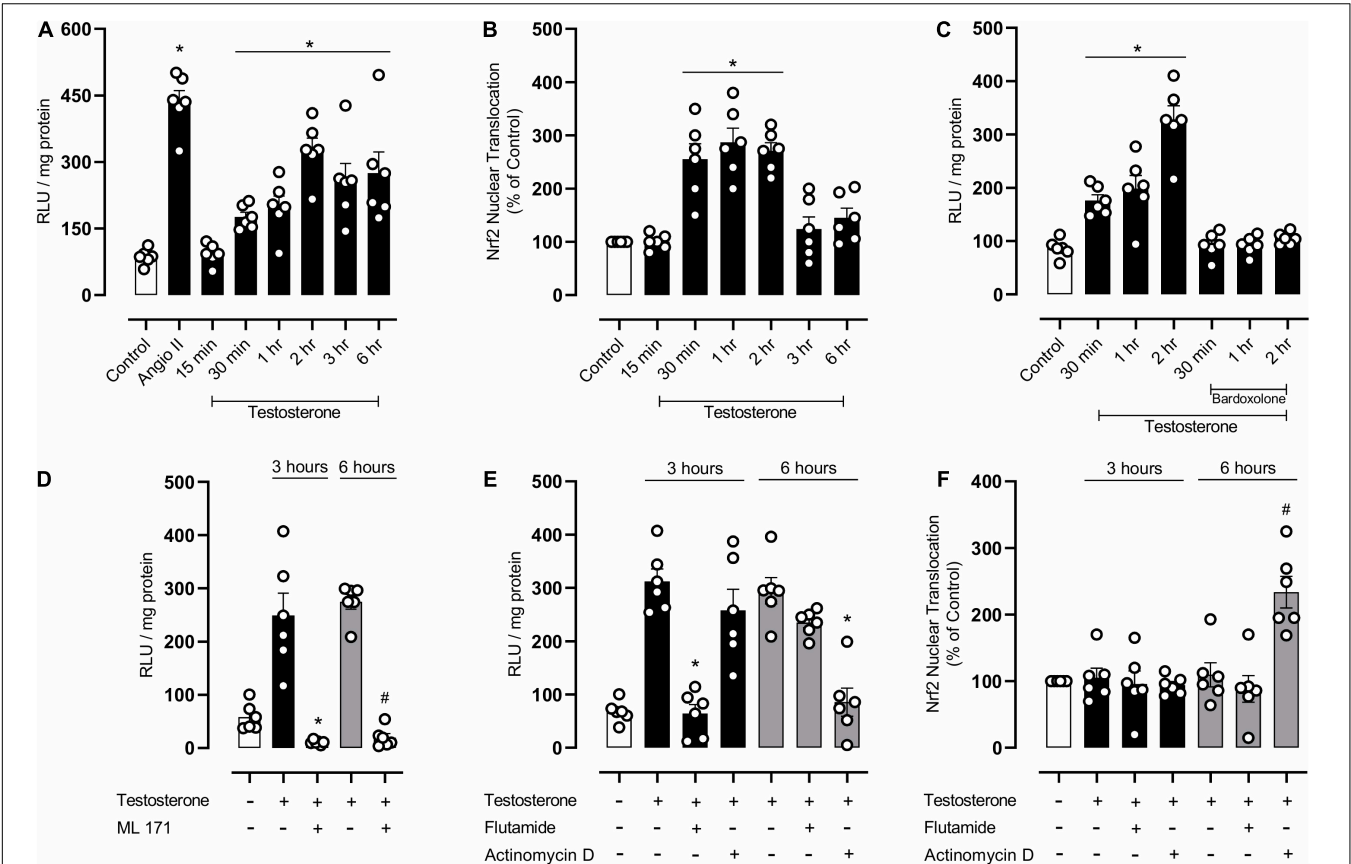 A
RLU / mg protein
600
450
300
150
0
*
*
Control
Angio II
15 min
30 min
1 hr
2 hr
3 hr
6 hr
Testosterone
B
Nrf2 Nuclear Translocation
(% of Control)
500
400
300
200
100
0
*
Control
15 min
30 min
1 hr
2 hr
3 hr
6 hr
Testosterone
C
RLU / mg protein
500
400
300
200
100
0
*
Control
30 min
1 hr
2 hr
30 min
1 hr
2 hr
Bardoxolone
Testosterone
D
3 hours 6 hours
RLU / mg protein
500
400
300
200
100
0
*
#
Testosterone - + + + +
ML 171 - - + - +
E
3 hours 6 hours
RLU / mg protein
500
400
300
200
100
0
*
*
Testosterone - + + + + + +
Flutamide - - + - - + -
Actinomycin D - - - + - - +
F
3 hours 6 hours
Nrf2 Nuclear Translocation
(% of Control)
400
300
200
100
0
#
Testosterone - + + + + + +
Flutamide - - + - - + -
Actinomycin D - - - + - - +